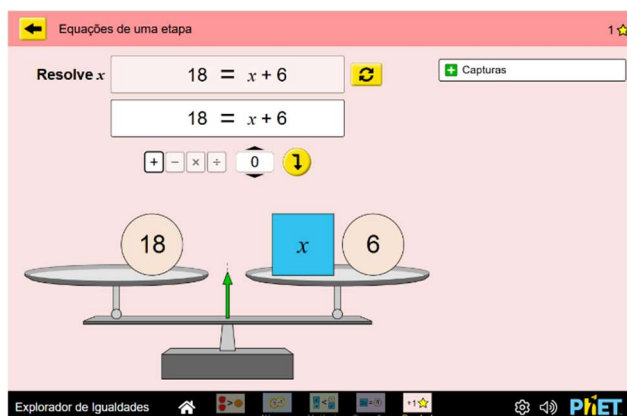 Equações de uma etapa
1
Resolve x
18 = x + 6
Capturas
18 = x + 6
+ − × ÷ 0
18 x 6
Explorador de Igualdades
PhET